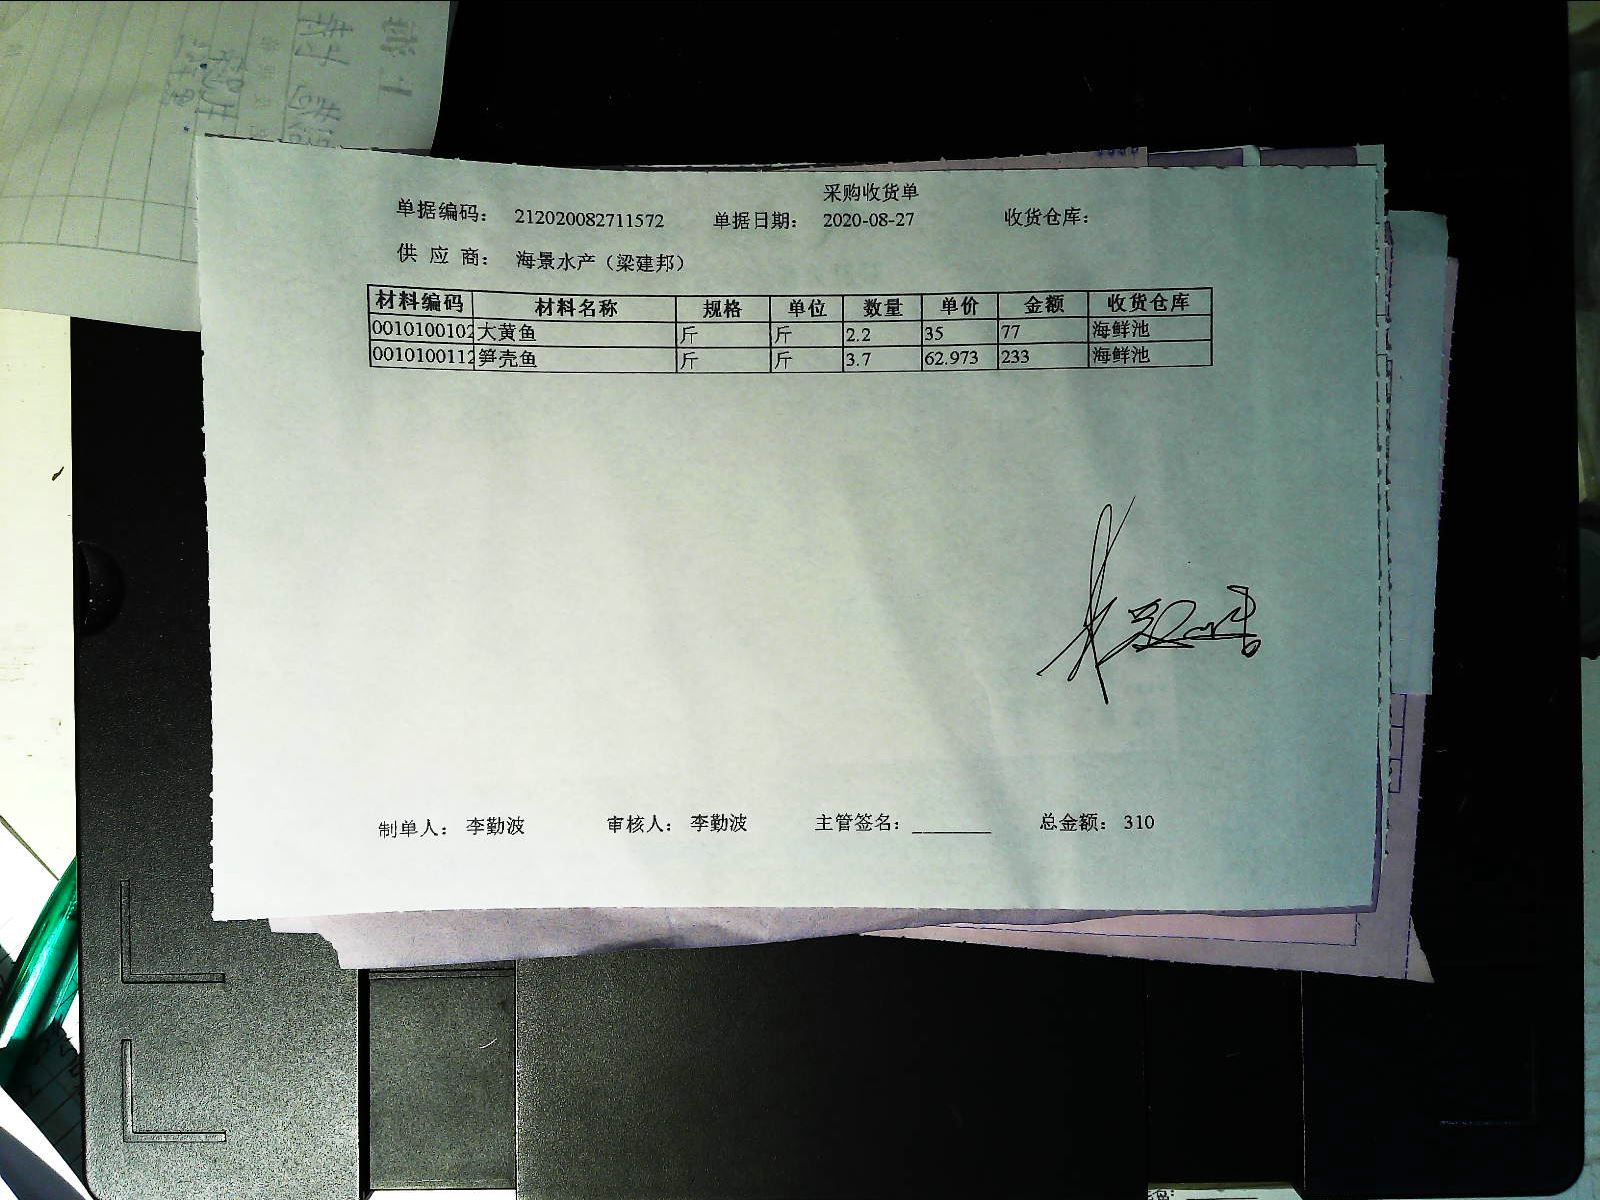 采购收货单
单据编码： 212020082711572 单据日期： 2020-08-27 收货仓库：
供 应 商： 海景水产（梁建邦）
材料编码 材料名称 规格 单位 数量 单价 金额 收货仓库
0010100102 大黄鱼 斤 斤 2.2 35 77 海鲜池
0010100112 笋壳鱼 斤 斤 3.7 62.973 233 海鲜池
制单人： 李勤波 审核人： 李勤波 主管签名：________ 总金额： 310